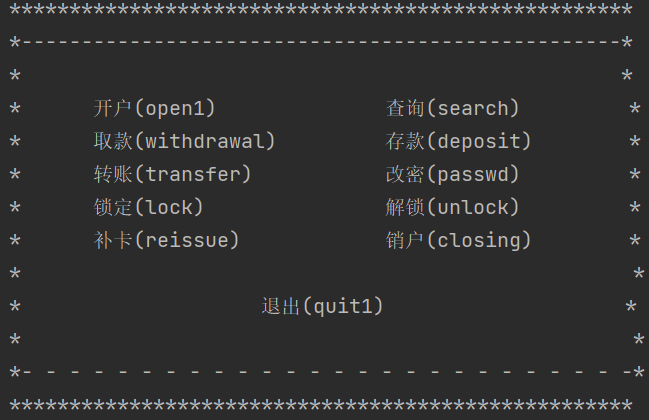 ****************************************************
*--------------------------------------------------*
*                                                  *
*      开户(open1)              查询(search)         *
*      取款(withdrawal)         存款(deposit)        *
*      转账(transfer)           改密(passwd)         *
*      锁定(lock)               解锁(unlock)         *
*      补卡(reissue)            销户(closing)        *
*                                                   *
*                    退出(quit1)                    *
*                                                   *
*- - - - - - - - - - - - - - - - - - - - - - - - - -*
****************************************************